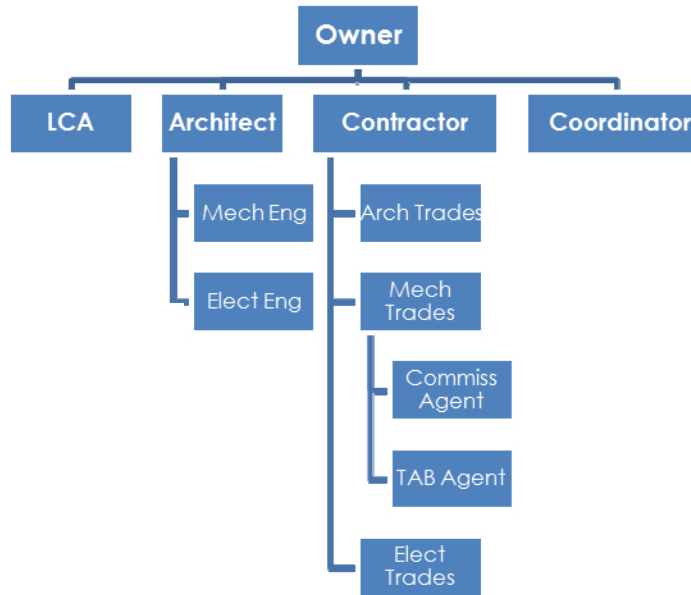 Owner
LCA
Architect
Contractor
Coordinator
Mech Eng
Elect Eng
Arch Trades
Mech
Trades
Commiss
Agent
TAB Agent
Elect
Trades